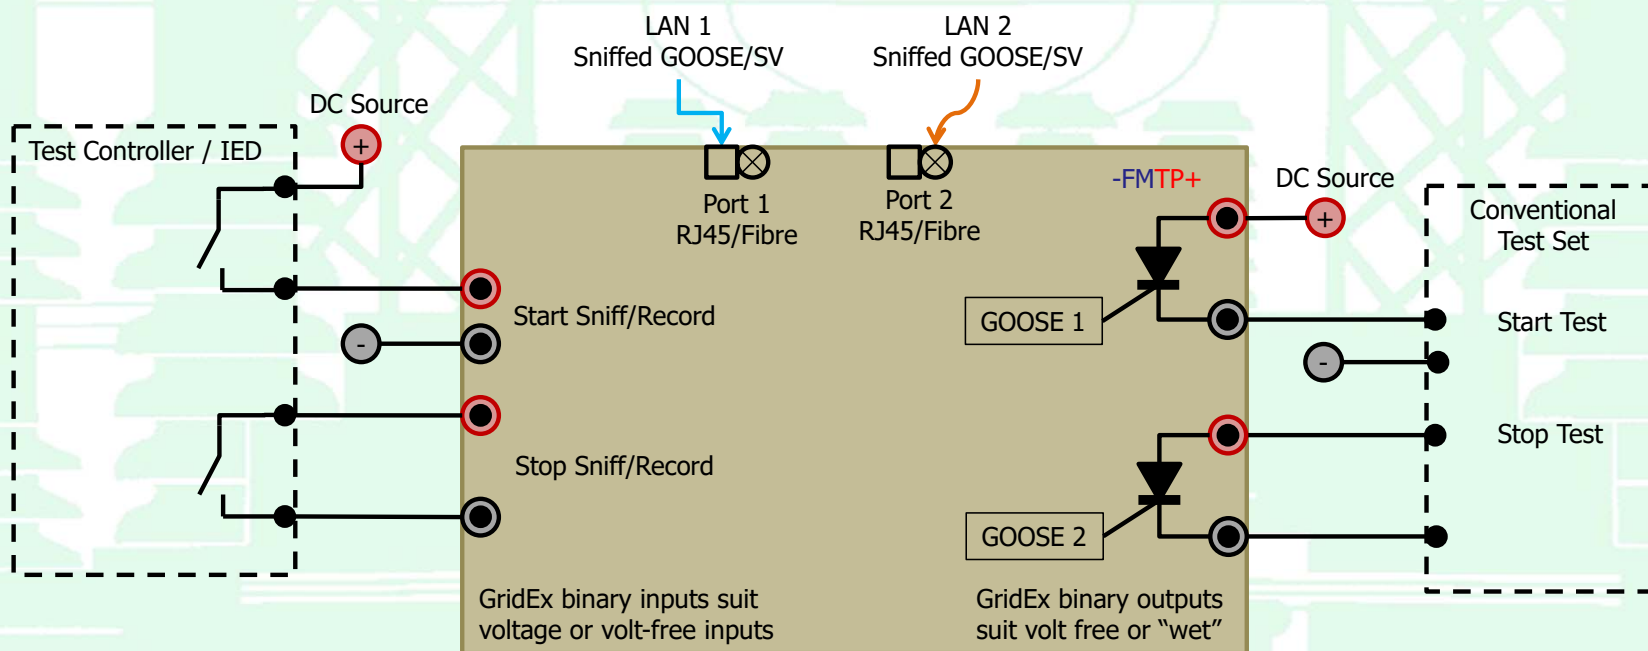 LAN 1
Sniffed GOOSE/SV
LAN 2
Sniffed GOOSE/SV
DC Source
+
Test Controller / IED
Port 1
RJ45/Fibre
Port 2
RJ45/Fibre
-FMTP+
DC Source
+
Conventional
Test Set
Start Sniff/Record
-
GOOSE 1
Start Test
-
Stop Sniff/Record
GOOSE 2
Stop Test
GridEx binary inputs suit
voltage or volt-free inputs
GridEx binary outputs
suit volt free or “wet”